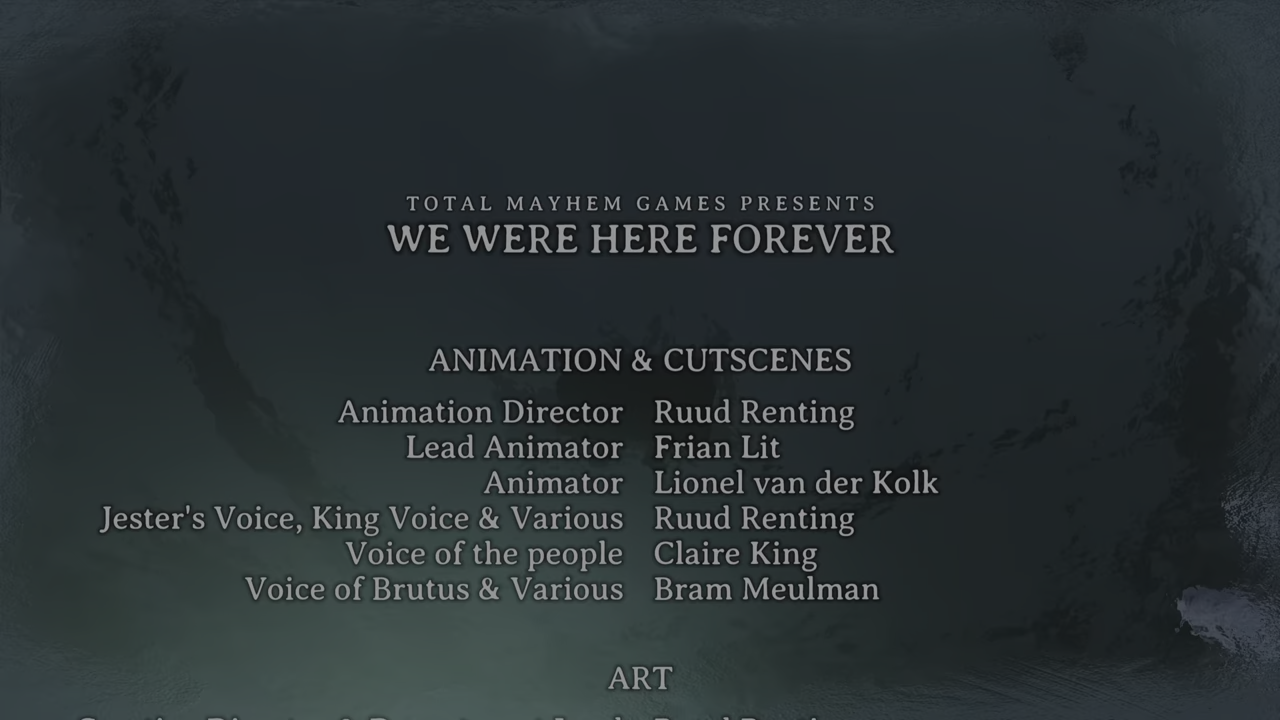 TOTAL MAYHEM GAMES PRESENTS
WE WERE HERE FOREVER
ANIMATION & CUTSCENES
Animation Director Ruud Renting
Lead Animator Frian Lit
Animator Lionel van der Kolk
Jester's Voice, King Voice & Various Ruud Renting
Voice of the people Claire King
Voice of Brutus & Various Bram Meulman
ART